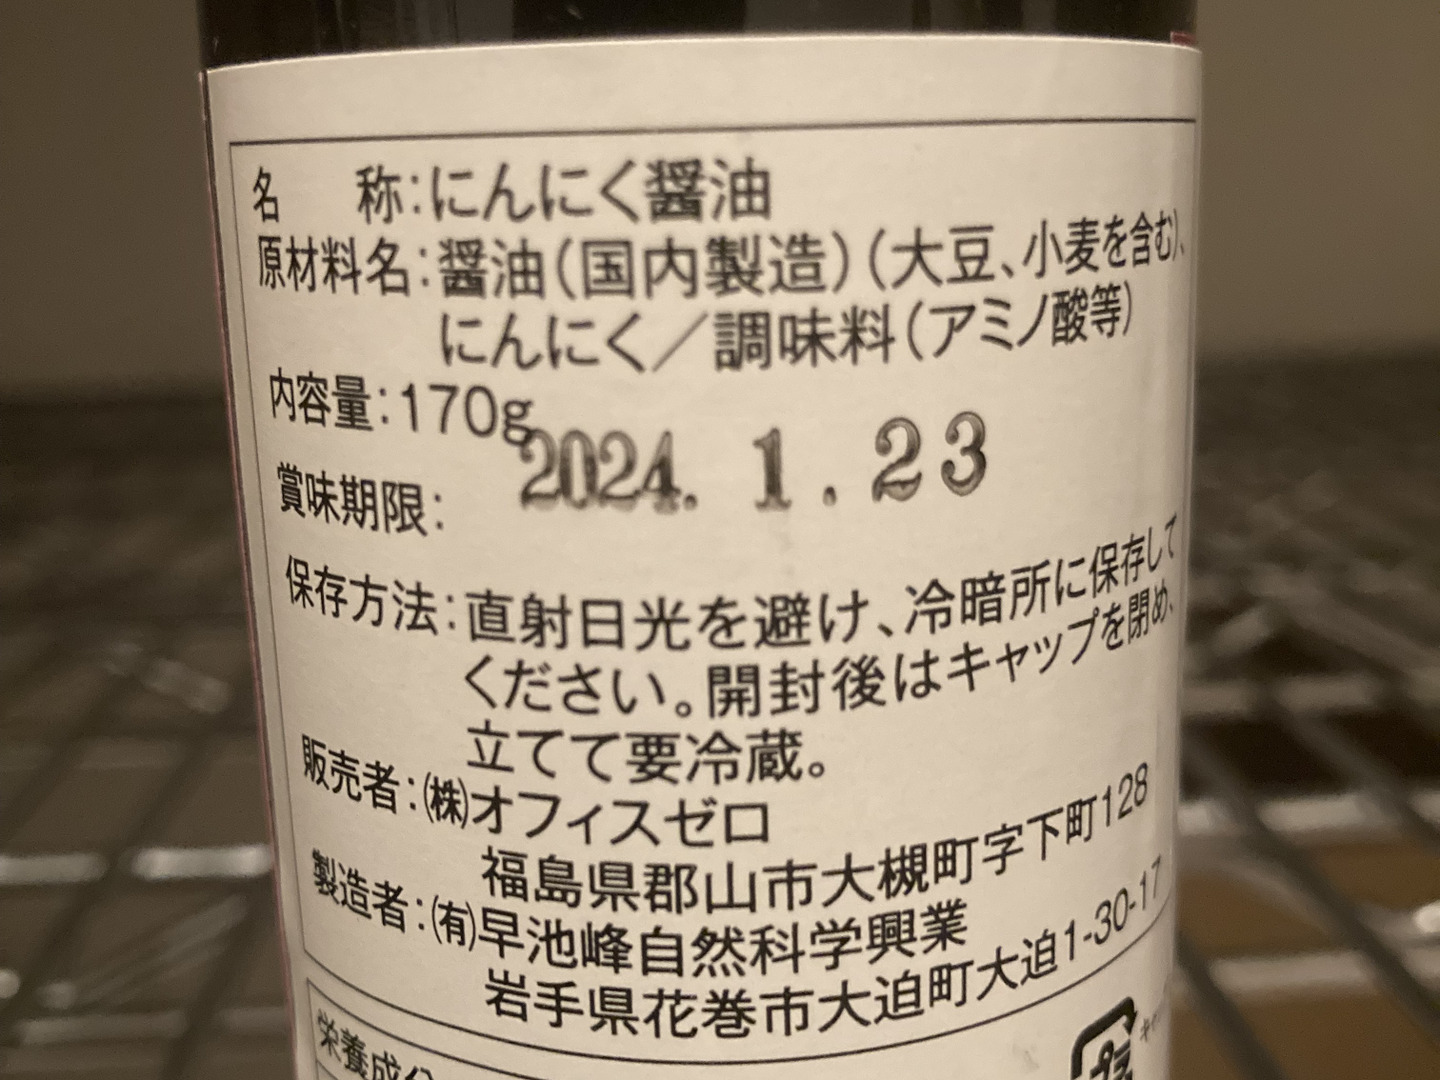 名　　称：にんにく醤油
原材料名：醤油（国内製造）（大豆、小麦を含む）、
にんにく／調味料（アミノ酸等）
内容量：170g
賞味期限：2024. 1 . 23
保存方法：直射日光を避け、冷暗所に保存して
ください。開封後はキャップを閉め、
立てて要冷蔵。
販売者：㈱オフィスゼロ
福島県郡山市大槻町字下町128
製造者：㈲早池峰自然科学興業
岩手県花巻市大迫町大迫1-30-17
栄養成分
プラ